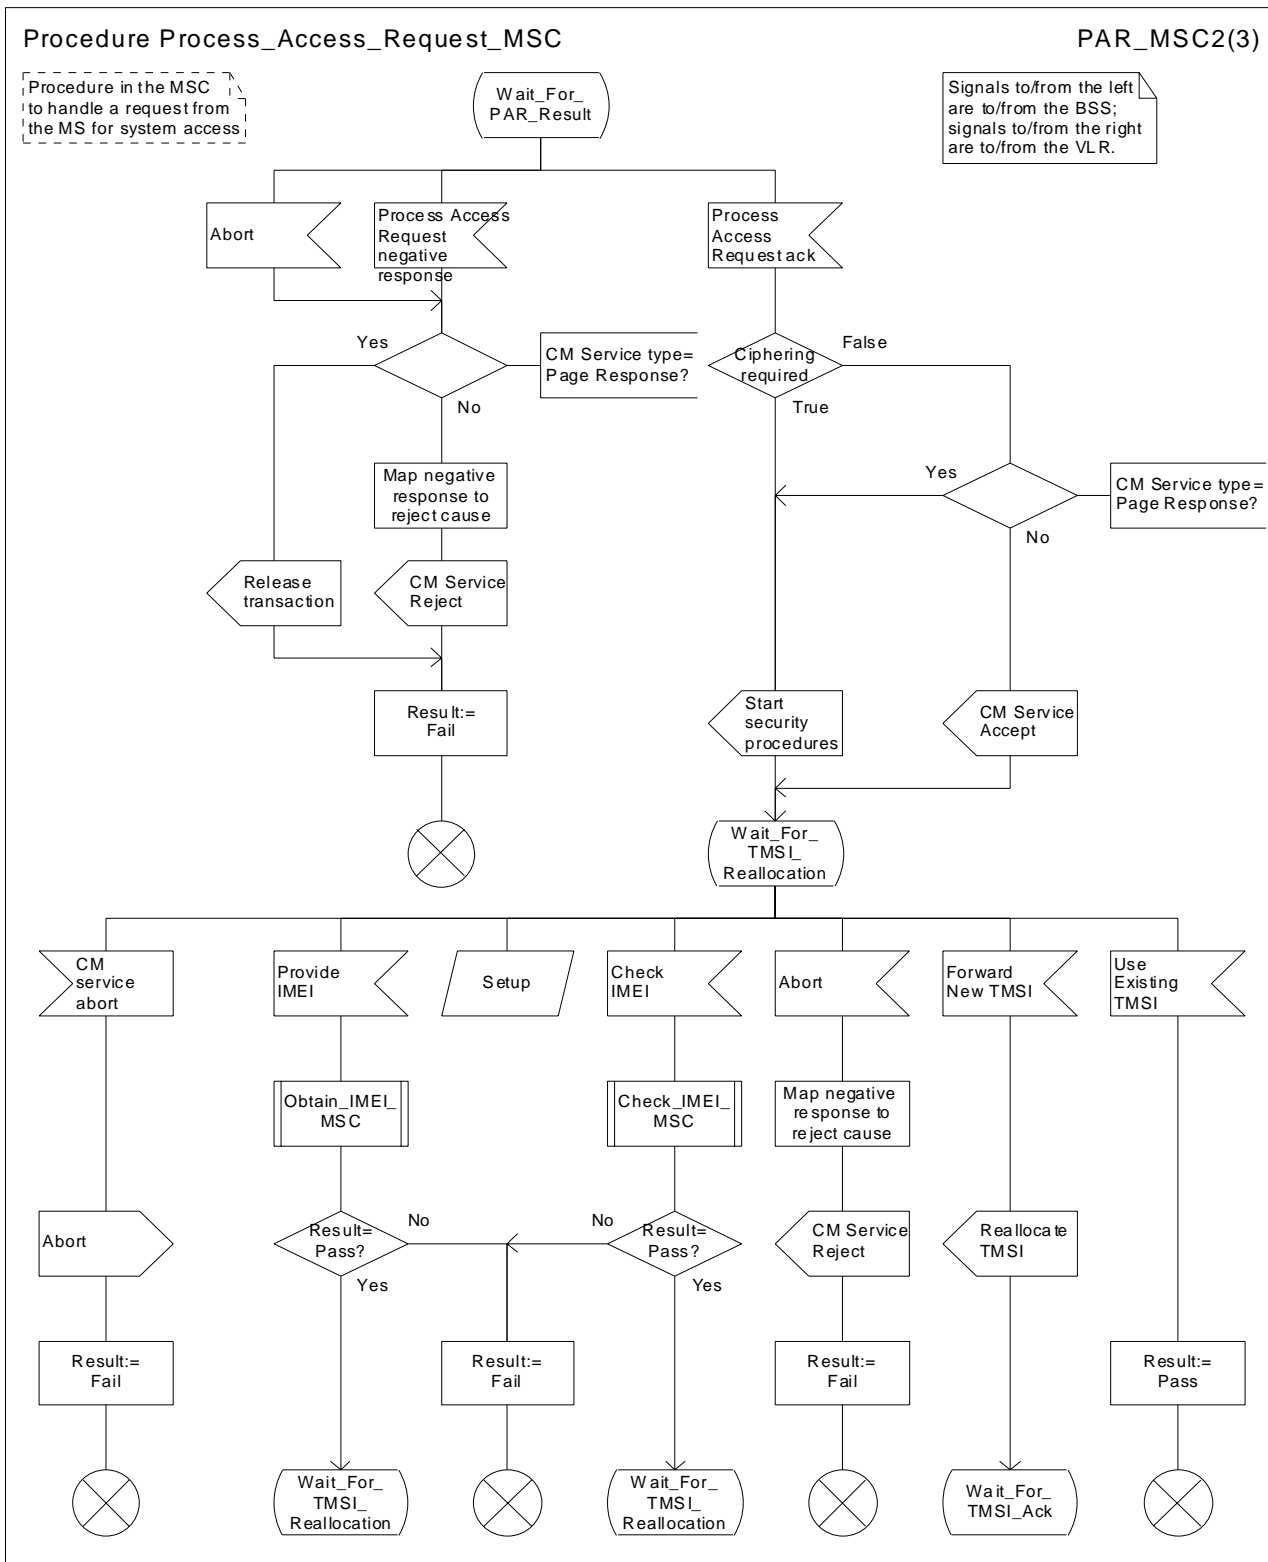 Procedure Process_Access_Request_MSC
PAR_MSC2(3)
Procedure in the MSC
to handle a request from
the MS for system access
Wait_For_
PAR_Result
Signals to/from the left
are to/from the BSS;
signals to/from the right
are to/from the VLR.
Abort
Process Access
Request
negative
response
Process
Access
Request ack
Yes
No
CM Service type=
Page Response?
Ciphering
required
False
True
Map negative
response to
reject cause
Yes
No
CM Service type=
Page Response?
Release
transaction
CM Service
Reject
Result:=
Fail
Start
security
procedures
CM Service
Accept
Wait_For_
TMSI_
Reallocation
CM
service
abort
Provide
IMEI
Setup
Check
IMEI
Abort
Forward
New TMSI
Use
Existing
TMSI
Obtain_IMEI_
MSC
Check_IMEI_
MSC
Map negative
response to
reject cause
Abort
Result=
Pass?
No
Yes
No
Result=
Pass?
Yes
CM Service
Reject
Reallocate
TMSI
Result:=
Fail
Result:=
Fail
Result:=
Fail
Result:=
Pass
Wait_For_
TMSI_
Reallocation
Wait_For_
TMSI_
Reallocation
Wait_For_
TMSI_Ack